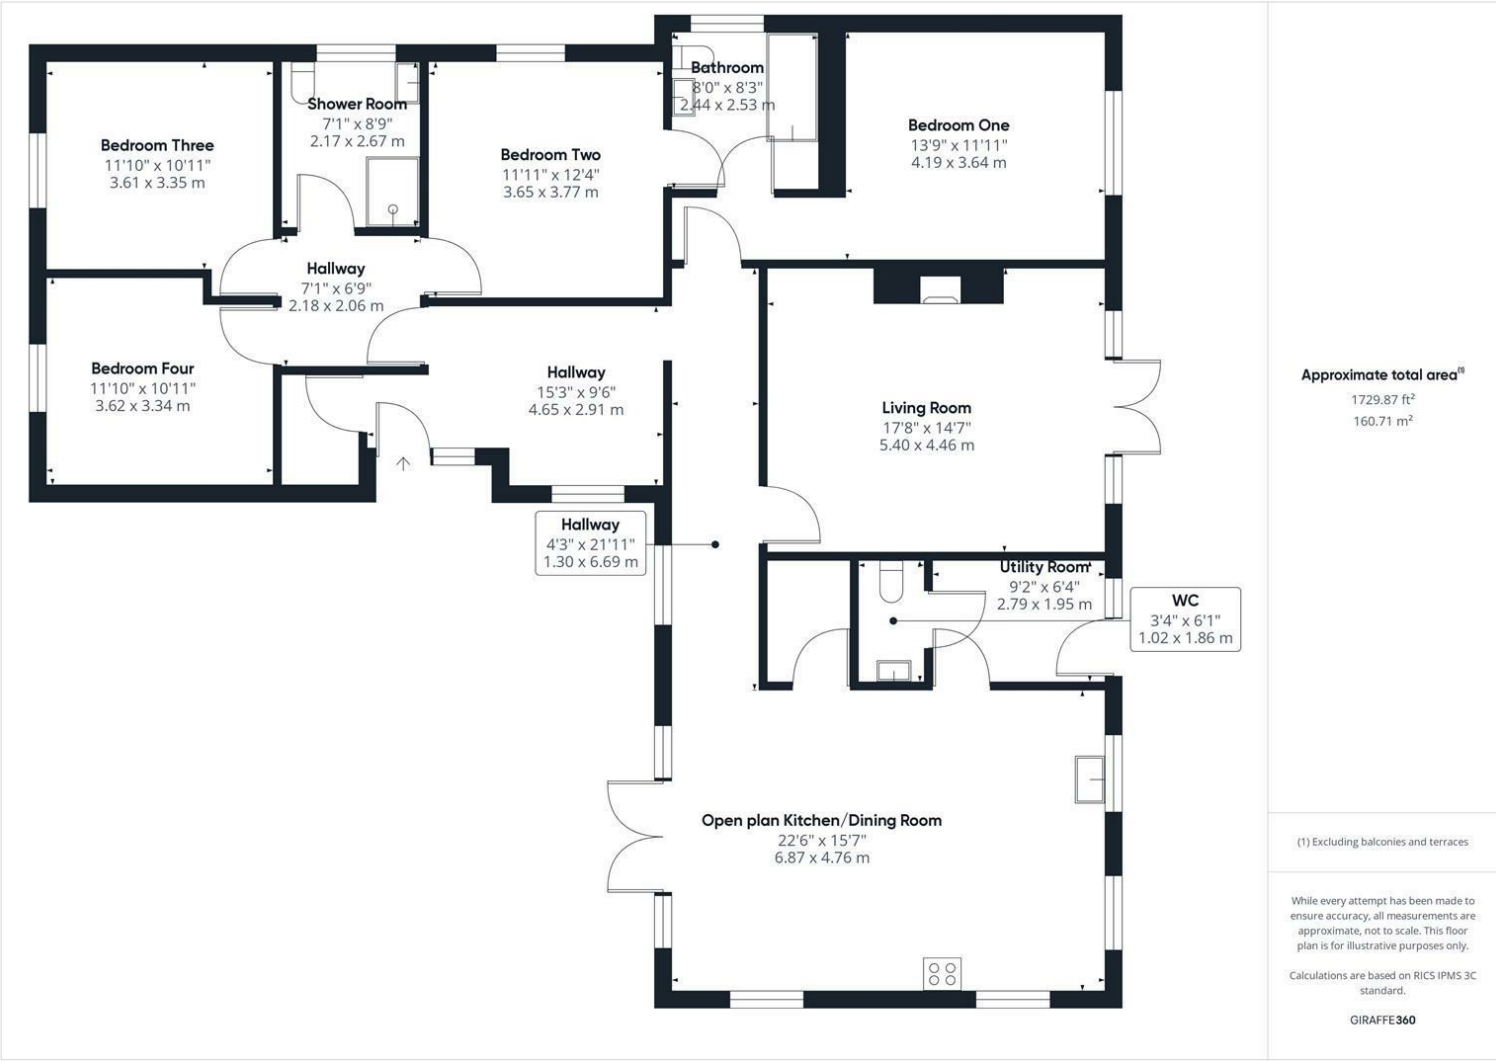 Bedroom Three
11'10" x 10'11"
3.61 x 3.35 m
Shower Room
7'1" x 8'9"
2.17 x 2.67 m
Bedroom Two
11'11" x 12'4"
3.65 x 3.77 m
Bathroom
8'0" x 8'3"
2.44 x 2.53 m
Bedroom One
13'9" x 11'11"
4.19 x 3.64 m
Hallway
7'1" x 6'9"
2.18 x 2.06 m
Bedroom Four
11'10" x 10'11"
3.62 x 3.34 m
Hallway
15'3" x 9'6"
4.65 x 2.91 m
Living Room
17'8" x 14'7"
5.40 x 4.46 m
Hallway
4'3" x 21'11"
1.30 x 6.69 m
Utility Room
9'2" x 6'4"
2.79 x 1.95 m
WC
3'4" x 6'1"
1.02 x 1.86 m
Open plan Kitchen/Dining Room
22'6" x 15'7"
6.87 x 4.76 m
Approximate total area(1)
1729.87 ft²
160.71 m²
(1) Excluding balconies and terraces
While every attempt has been made to
ensure accuracy, all measurements are
approximate, not to scale. This floor
plan is for illustrative purposes only.
Calculations are based on RICS IPMS 3C
standard.
GIRAFFE360